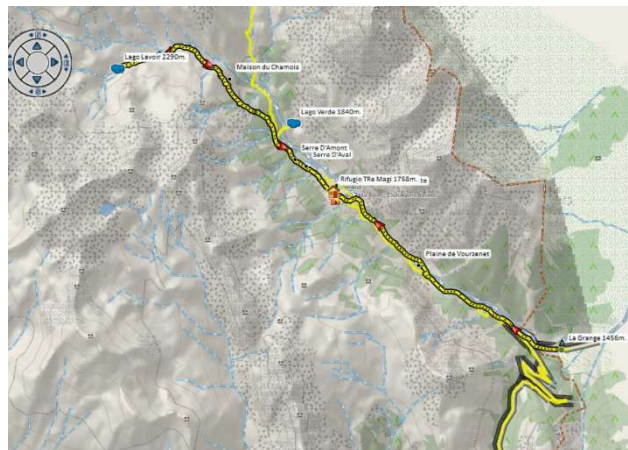 Lago Lavoir 2290m.
Maison du Chamois
Lago Verde 1840m.
Serre D'Amont
Serre D'Aval
Rifugio TRe Magi 1758m.
Plaine de Vourzenet
La Grange 1456m.